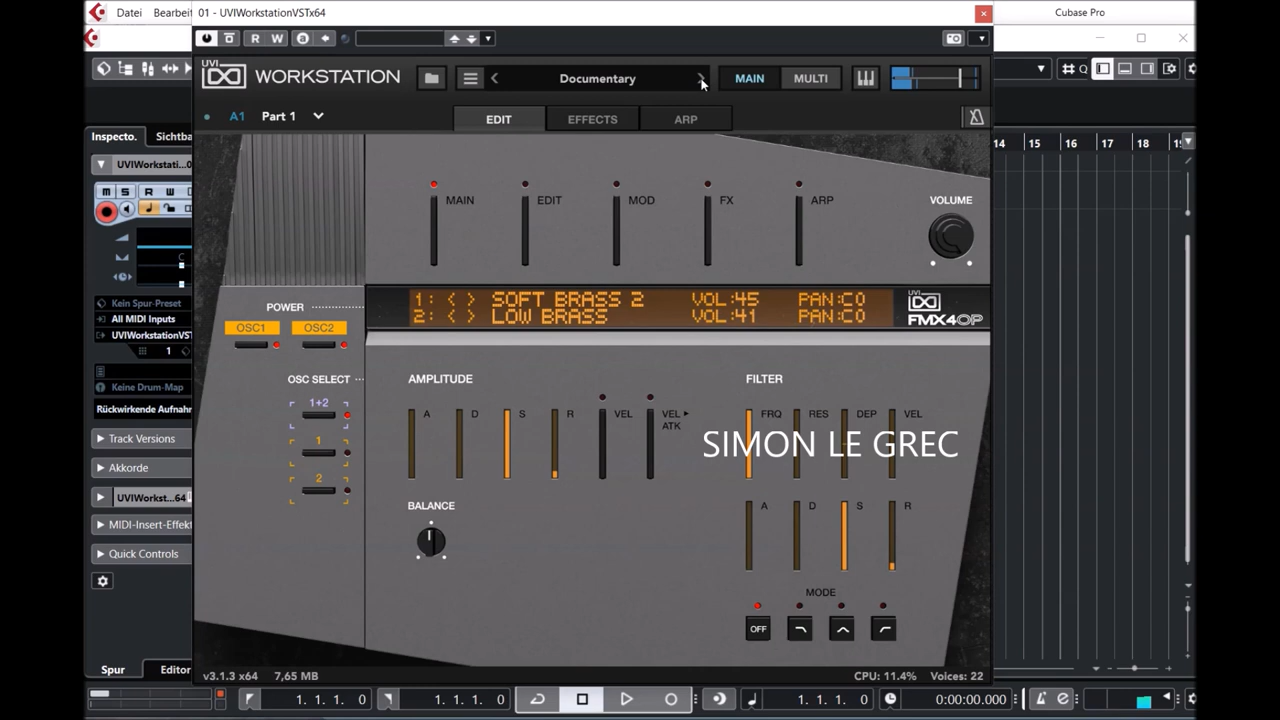 Datei Bearbeit
01 - UVIWorkstationVSTx64
Cubase Pro
R W
UVI WORKSTATION
Documentary
MAIN MULTI
Q
A1 Part 1
EDIT EFFECTS ARP
Inspecto. Sichtba
14 15 16 17 18
UVIWorkstati...0
M S R W
MAIN EDIT MOD FX ARP
VOLUME
C
Kein Spur-Preset
All MIDI Inputs
UVIWorkstationVST
1
Keine Drum-Map
Rückwirkende Aufnahm
Track Versions
Akkorde
UVIWorkst...64
MIDI-Insert-Effekt
Quick Controls
Spur Editor
POWER
OSC1 OSC2
1: < > SOFT BRASS 2 VOL:45 PAN:C0
2: < > LOW BRASS VOL:41 PAN:C0
UVI
FMX4OP
OSC SELECT
1+2
1
2
AMPLITUDE
A D S R VEL VEL ATK
BALANCE
FILTER
FRQ RES DEP VEL
SIMON LE GREC
A D S R
MODE
OFF
v3.1.3 x64 7,65 MB
CPU: 11.4% Voices: 22
1. 1. 1. 0 1. 1. 1. 0 1. 1. 1. 0 0:00:00.000